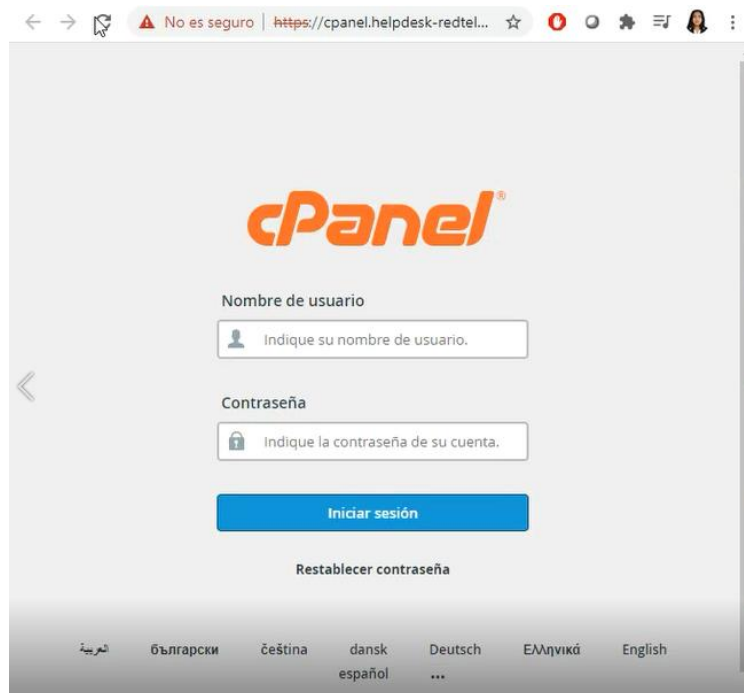 No es seguro | https://cpanel.helpdesk-redtel...
cPanel®
Nombre de usuario
Indique su nombre de usuario.
Contraseña
Indique la contraseña de su cuenta.
Iniciar sesión
Restablecer contraseña
العربية български čeština dansk Deutsch Ελληνικά English
español ...